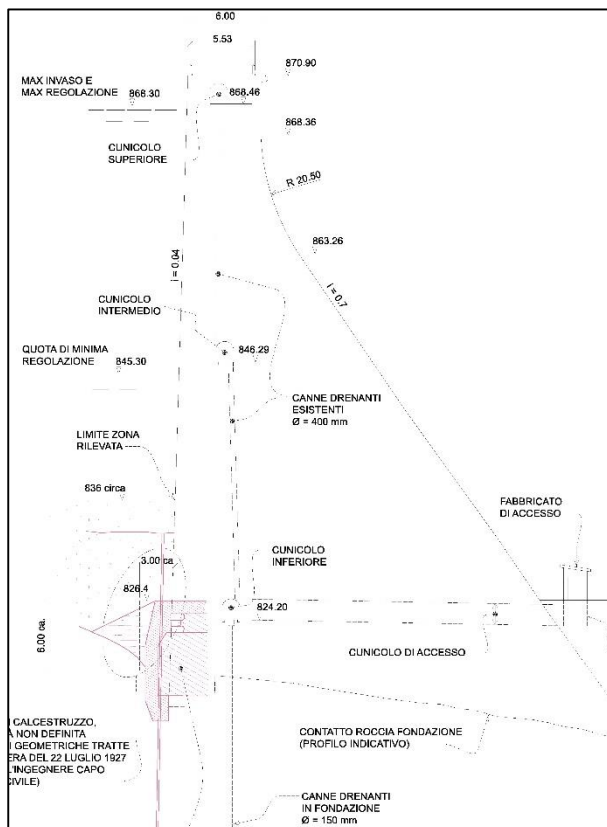 6.00
5.53
870.90
MAX INVASO E
MAX REGOLAZIONE
868.30
868.46
868.36
CUNICOLO
SUPERIORE
R 20.50
863.26
i = 0.04
i = 0.7
CUNICOLO
INTERMEDIO
QUOTA DI MINIMA
REGOLAZIONE
845.30
846.29
CANNE DRENANTI
ESISTENTI
Ø = 400 mm
LIMITE ZONA
RILEVATA
836 circa
FABBRICATO
DI ACCESSO
3.00 ca
CUNICOLO
INFERIORE
826.4
824.20
6.00 ca.
CUNICOLO DI ACCESSO
I CALCESTRUZZO,
À NON DEFINITA
I GEOMETRICHE TRATTE
ERA DEL 22 LUGLIO 1927
L'INGEGNERE CAPO
CIVILE)
CONTATTO ROCCIA FONDAZIONE
(PROFILO INDICATIVO)
CANNE DRENANTI
IN FONDAZIONE
Ø = 150 mm